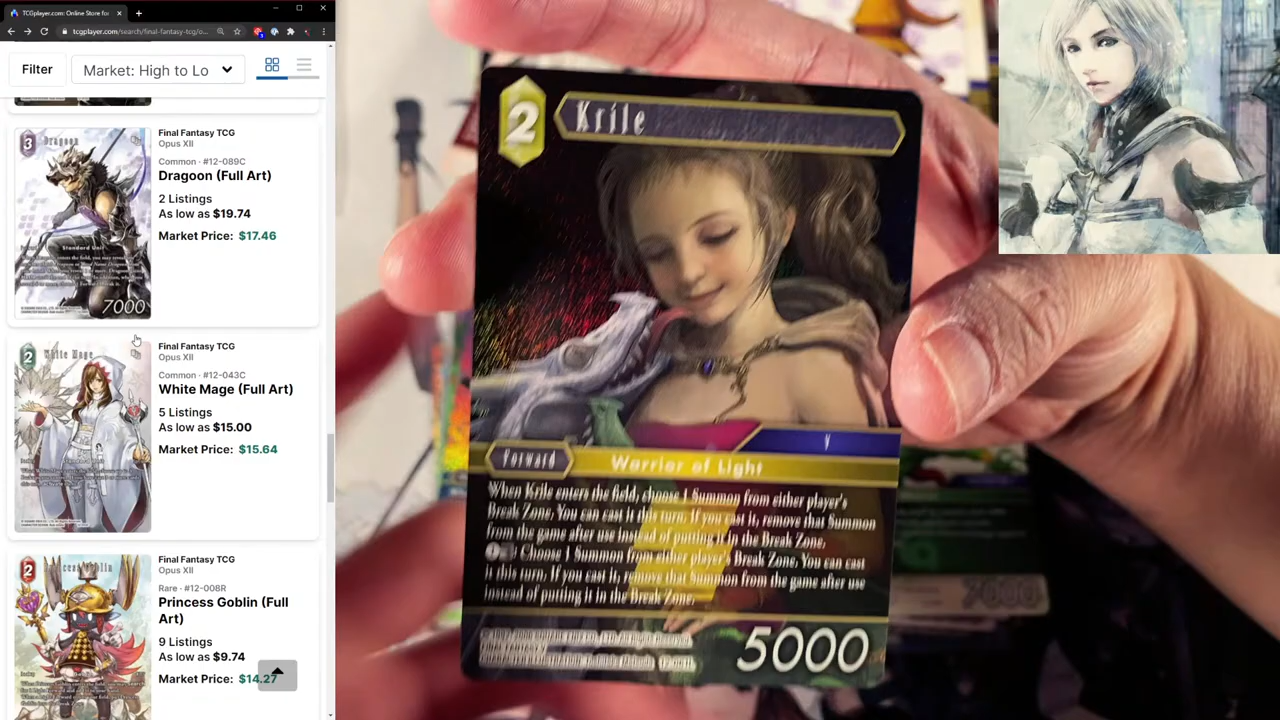 TCGplayer.com: Online Store for
tcgplayer.com/search/final-fantasy-tcg/o...
Filter
Market: High to Lo
3 Dragoon
Standard Unit
7000
Final Fantasy TCG
Opus XII
Common · #12-089C
Dragoon (Full Art)
2 Listings
As low as $19.74
Market Price: $17.46
2 White Mage
Final Fantasy TCG
Opus XII
Common · #12-043C
White Mage (Full Art)
5 Listings
As low as $15.00
Market Price: $15.64
2 Princess Goblin
Final Fantasy TCG
Opus XII
Rare · #12-008R
Princess Goblin (Full
Art)
9 Listings
As low as $9.74
Market Price: $14.27
2 Krile
V
Forward
Warrior of Light
When Krile enters the field, choose 1 Summon from either player's
Break Zone. You can cast it this turn. If you cast it, remove that Summon
from the game after use instead of putting it in the Break Zone.
Choose 1 Summon from either player's Break Zone. You can cast
it this turn. If you cast it, remove that Summon from the game after use
instead of putting it in the Break Zone.
5000
7000